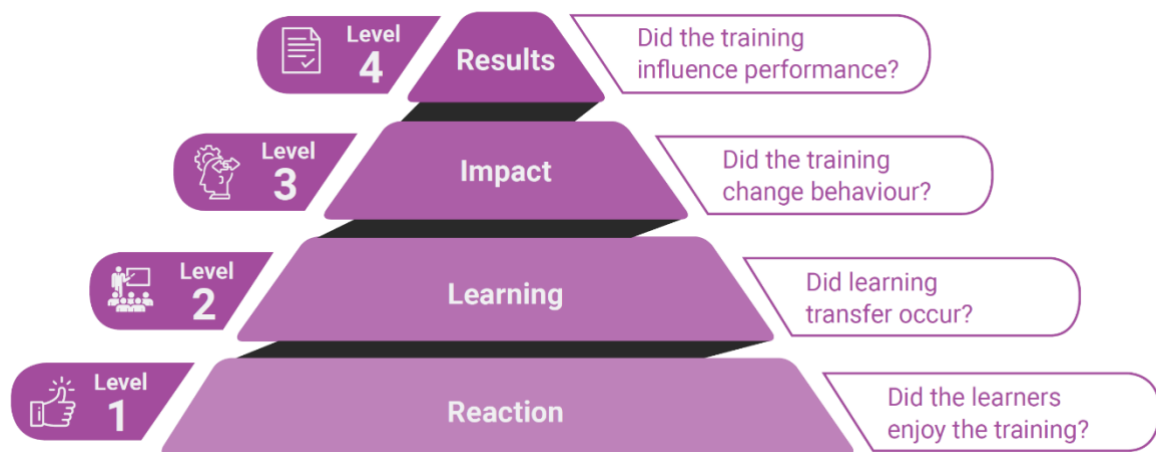 Level
4
Results
Did the training
influence performance?
Level
3
Impact
Did the training
change behaviour?
Level
2
Learning
Did learning
transfer occur?
Level
1
Reaction
Did the learners
enjoy the training?